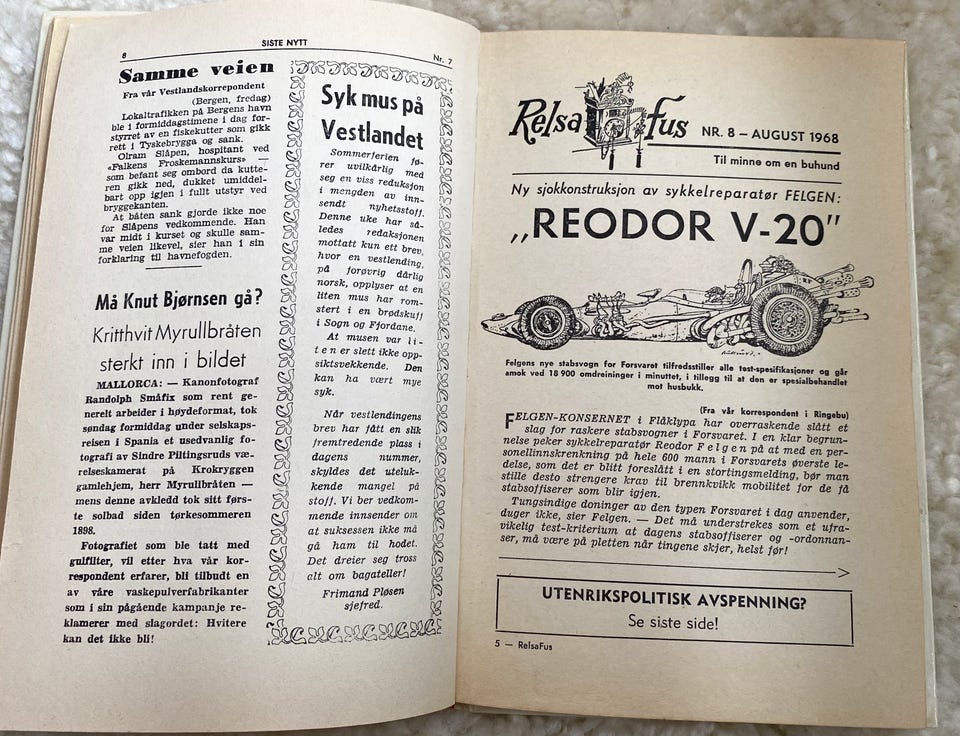 8
SISTE NYTT
Nr. 7
Samme veien
Fra vår Vestlandskorrepondent
(Bergen, fredag)
Lokaltrafikken på Bergens havn
ble i formiddagstimene i dag for-
styrret av en fiskekutter som gikk
rett i Tyskebrygga og sank.
Olram Slåpen, hospitant ved
«Falkens Froskemannskurs» —
som befant seg ombord da kutte-
ren gikk ned, dukket umiddel-
bart opp igjen i fullt utstyr ved
bryggekanten.
At båten sank gjorde ikke noe
for Slåpens vedkommende. Han
var midt i kurset og skulle sam-
me veien likevel, sier han i sin
forklaring til havnefogden.
Må Knut Bjørnsen gå?
Kritthvit Myrullbråten
sterkt inn i bildet
MALLORCA: — Kanonfotograf
Randolph Småfix som rent ge-
nerelt arbeider i høydeformat, tok
søndag formiddag under selskaps-
reisen i Spania et usedvanlig fo-
tografi av Sindre Piltingsruds væ-
relseskamerat på Krokryggen
gamlehjem, herr Myrullbråten —
mens denne avkledd tok sitt førs-
te solbad siden tørkesommeren
1898.
Fotografiet som ble tatt med
gulfilter, vil etter hva vår kor-
respondent erfarer, bli tilbudt en
av våre vaskepulverfabrikanter
som i sin pågående kampanje re-
klamerer med slagordet: Hvitere
kan det ikke bli!
Syk mus på
Vestlandet
Sommerferien fø-
rer uvilkårlig med
seg en viss reduksjon
i mengden av inn-
sendt nyhetsstoff.
Denne uke har så-
ledes redaksjonen
mottatt kun ett brev,
hvor en vestlending,
på forøvrig dårlig
norsk, opplyser at en
liten mus har rom-
stert i en brødskuff
i Sogn og Fjordane.
At musen var li-
ten er slett ikke opp-
siktsvekkende. Den
kan ha vært mye
syk.
Når vestlendingens
brev har fått en slik
fremtredende plass i
dagens nummer,
skyldes det uteluk-
kende mangel på
stoff. Vi ber vedkom-
mende innsender om
at suksessen ikke må
gå ham til hodet.
Det dreier seg tross
alt om bagateller!
Frimand Pløsen
sjefred.
RelsaFus
NR. 8 – AUGUST 1968
Til minne om en buhund
Ny sjokkonstruksjon av sykkelreparatør FELGEN:
„REODOR V-20"
Felgens nye stabsvogn for Forsvaret tilfredsstiller alle test-spesifikasjoner og går
amok ved 18 900 omdreininger i minuttet, i tillegg til at den er spesialbehandlet
mot husbukk.
(Fra vår korrespondent i Ringebu)
FELGEN-KONSERNET i Flåklypa har overraskende slått et
slag for raskere stabsvogner i Forsvaret. I en klar begrun-
nelse peker sykkelreparatør Reodor Felgen på at med en per-
sonellinnskrenkning på hele 600 mann i Forsvarets øverste le-
delse, som det er blitt foreslått i en stortingsmelding, bør man
stille desto strengere krav til brennkvikk mobilitet for de få
stabsoffiserer som blir igjen.
Tungsindige doninger av den typen Forsvaret i dag anvender,
duger ikke, sier Felgen. — Det må understrekes som et ufra-
vikelig test-kriterium at dagens stabsoffiserer og -ordonnan-
ser, må være på pletten når tingene skjer, helst før!
UTENRIKSPOLITISK AVSPENNING?
Se siste side!
5 — RelsaFus